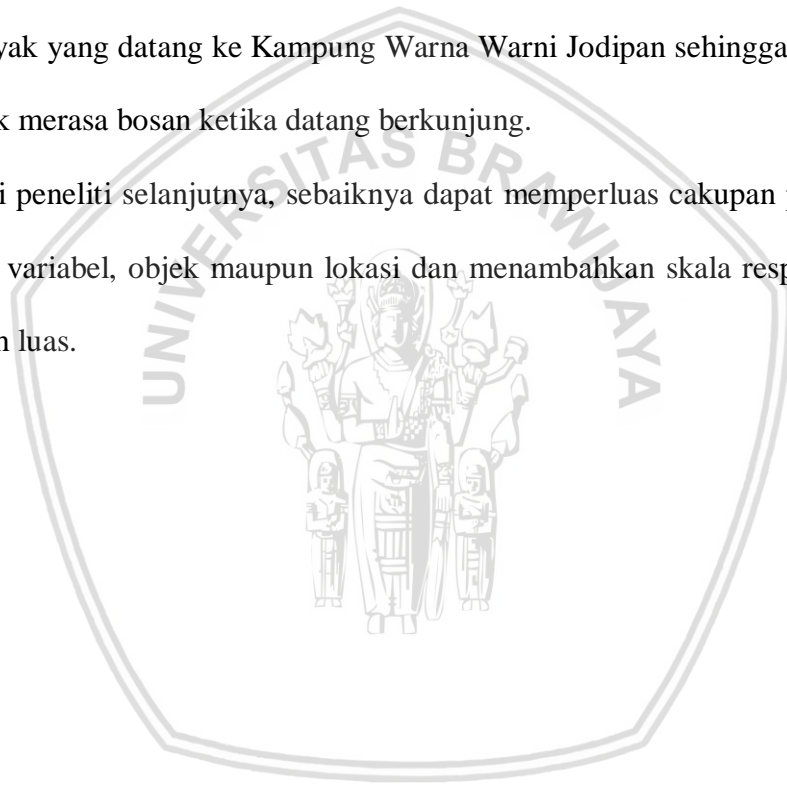 yak yang datang ke Kampung Warna Warni Jodipan sehingga
k merasa bosan ketika datang berkunjung.
i peneliti selanjutnya, sebaiknya dapat memperluas cakupan
variabel, objek maupun lokasi dan menambahkan skala resp
n luas.
UNIVERSITAS BRAWIJAYA